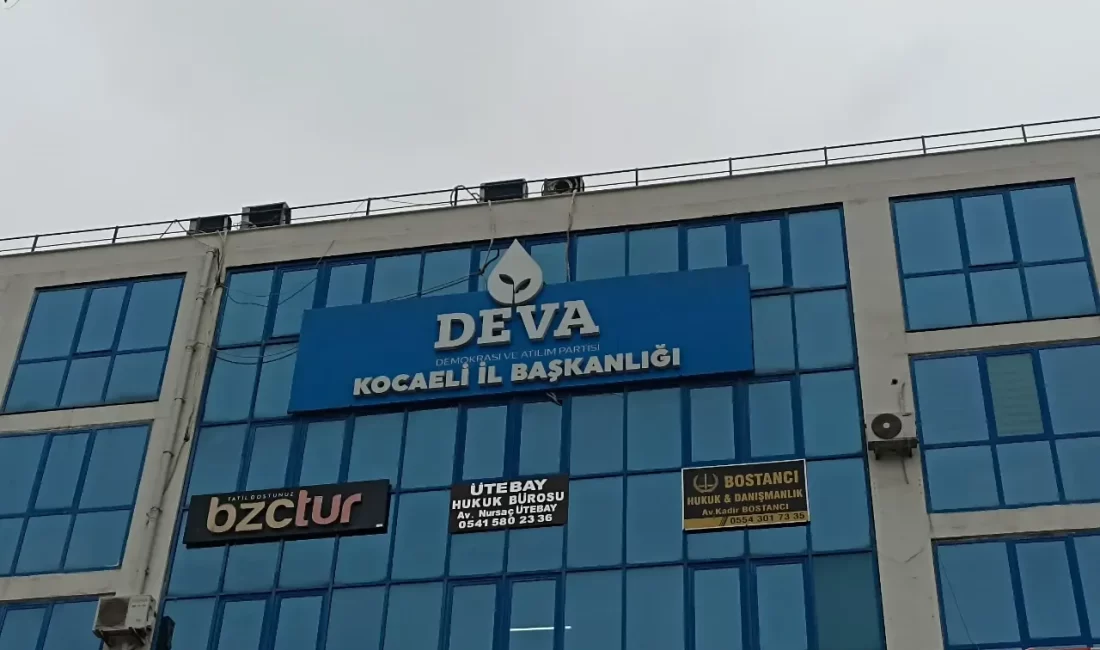 DEVA
DEMOKRASİ VE ATILIM PARTİSİ
KOCAELİ İL BAŞKANLIĞI
TATİL DOSTUNUZ
bzctur
ÜTEBAY
HUKUK BÜROSU
Av. Nursaç ÜTEBAY
0541 580 23 36
BOSTANCI
HUKUK & DANIŞMANLIK
Av Kadir BOSTANCI
0554 301 73 35